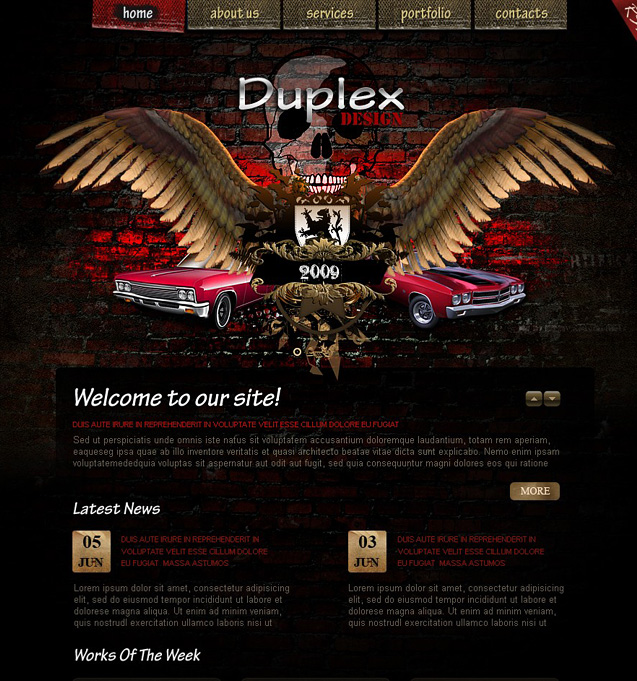 home about us services portfolio contacts
Duplex
DESIGN
2009
Welcome to our site!
DUIS AUTE IRURE IN REPREHENDERIT IN VOLUPTATE VELIT ESSE CILLUM DOLORE EU FUGIAT
Sed ut perspiciatis unde omnis iste natus sit voluptatem accusantium doloremque laudantium, totam rem aperiam,
eaqueseg ipsa quae ab illo inventore veritatis et quasi architecto beatae vitae dicta sunt explicabo. Nemo enim ipsam
voluptatemededquia voluptas sit aspernatur aut odit aut fugit, sed quia consequuntur magni dolores eos qui ratione
MORE
Latest News
05
JUN
DUIS AUTE IRURE IN REPREHENDERIT IN
VOLUPTATE VELIT ESSE CILLUM DOLORE
EU FUGIAT MASSA ASTUMOS
Lorem ipsum dolor sit amet, consectetur adipisicing
elit, sed do eiusmod tempor incididunt ut labore et
dolorese magna aliqua. Ut enim ad minim veniam,
quis nostrudl exercitation ullamco laboris nisi ut
03
JUN
DUIS AUTE IRURE IN REPREHENDERIT IN
VOLUPTATE VELIT ESSE CILLUM DOLORE
EU FUGIAT MASSA ASTUMOS
Lorem ipsum dolor sit amet, consectetur adipisicing
elit, sed do eiusmod tempor incididunt ut labore et
dolorese magna aliqua. Ut enim ad minim veniam,
quis nostrudl exercitation ullamco laboris nisi ut
Works Of The Week